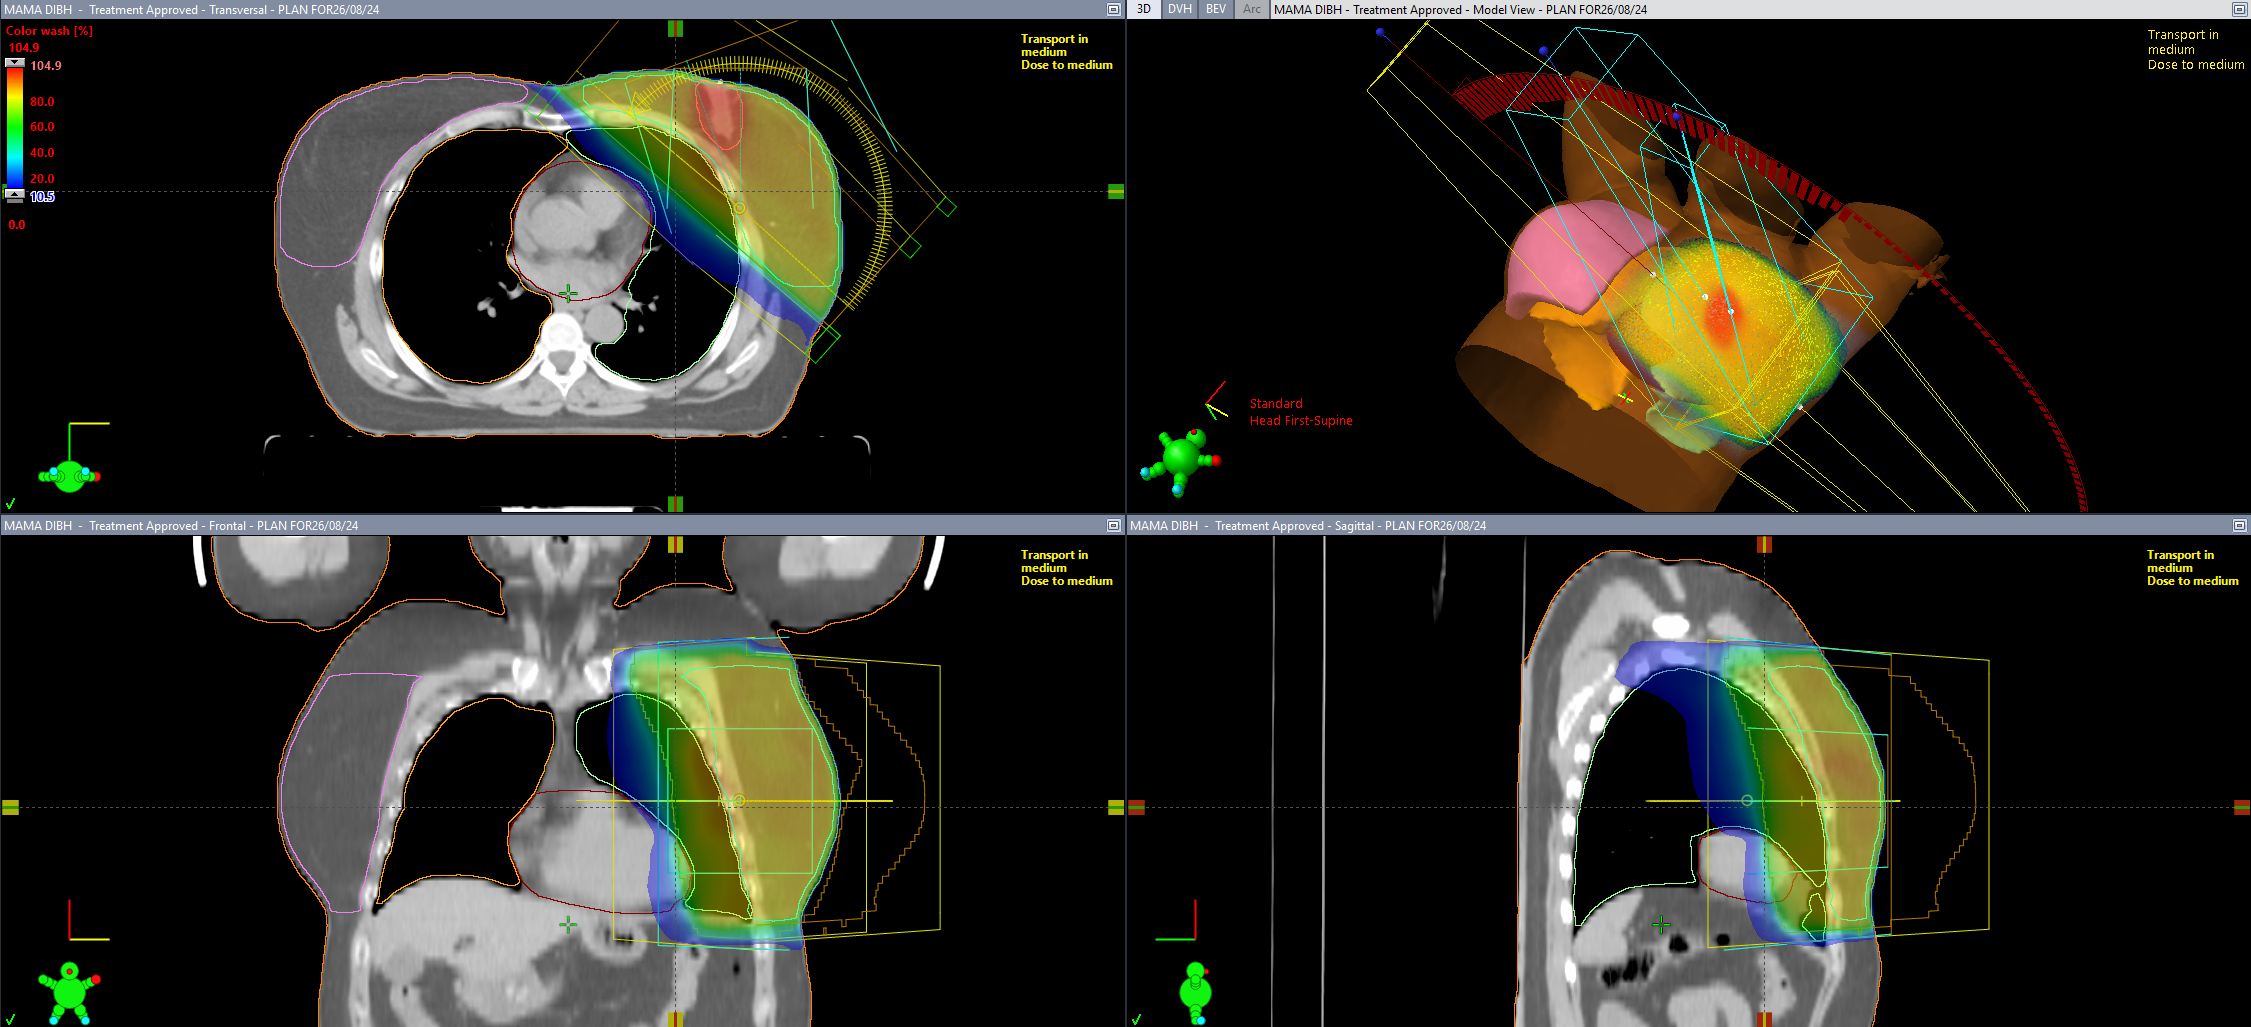 MAMA DIBH - Treatment Approved - Transversal - PLAN FOR26/08/24
Color wash [%]
104.9
104.9
80.0
60.0
40.0
20.0
10.5
0.0
Transport in
medium
Dose to medium
3D DVH BEV Arc MAMA DIBH - Treatment Approved - Model View - PLAN FOR26/08/24
Transport in
medium
Dose to medium
Standard
Head First-Supine
MAMA DIBH - Treatment Approved - Frontal - PLAN FOR26/08/24
Transport in
medium
Dose to medium
MAMA DIBH - Treatment Approved - Sagittal - PLAN FOR26/08/24
Transport in
medium
Dose to medium